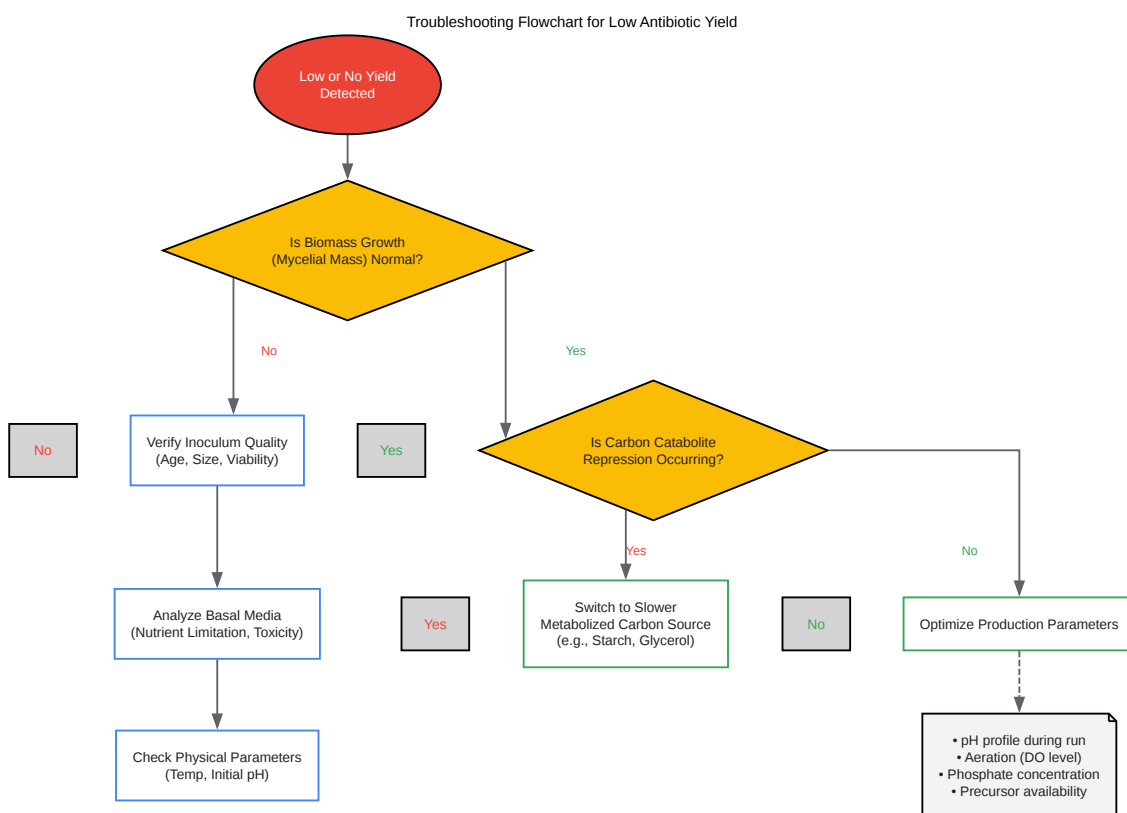 Troubleshooting Flowchart for Low Antibiotic Yield
Low or No Yield
Detected
Is Biomass Growth
(Mycelial Mass) Normal?
No
Yes
No
Verify Inoculum Quality
(Age, Size, Viability)
Yes
Is Carbon Catabolite
Repression Occurring?
Yes
No
Analyze Basal Media
(Nutrient Limitation, Toxicity)
Yes
Switch to Slower
Metabolized Carbon Source
(e.g., Starch, Glycerol)
No
Optimize Production Parameters
Check Physical Parameters
(Temp, Initial pH)
• pH profile during run
• Aeration (DO level)
• Phosphate concentration
• Precursor availability